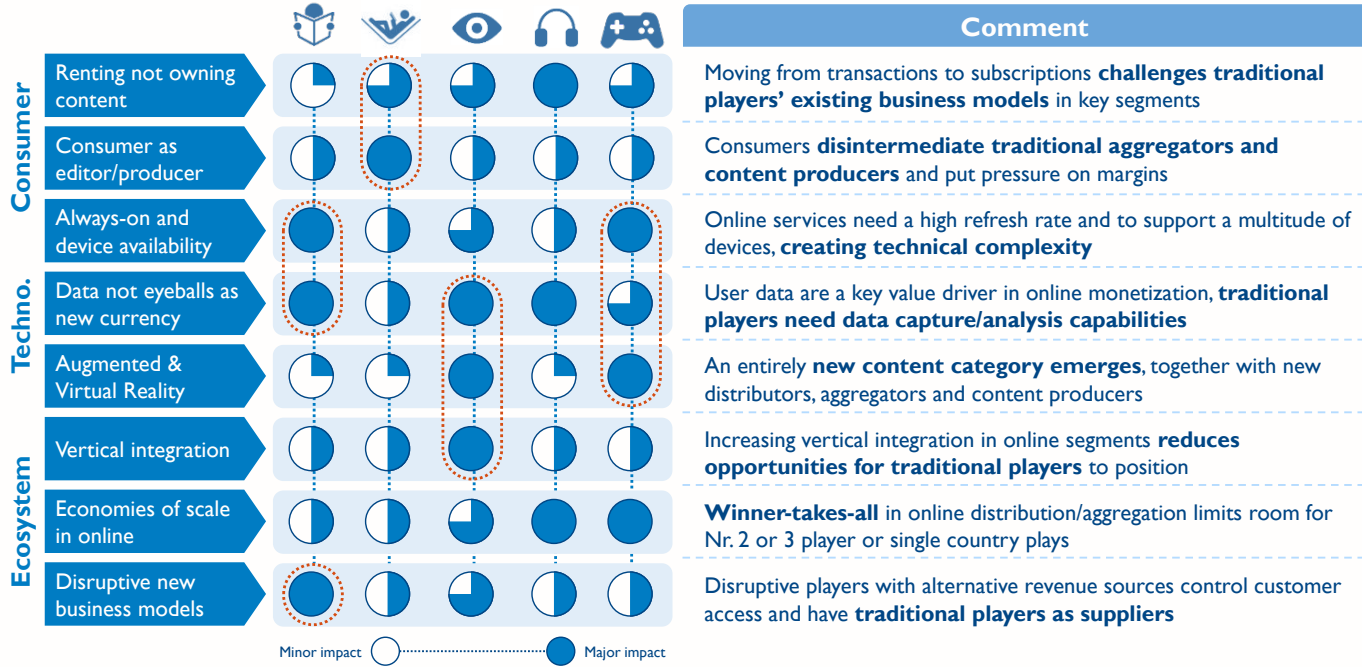 Comment
Consumer
Renting not owning
content
Moving from transactions to subscriptions challenges traditional
players’ existing business models in key segments
Consumer as
editor/producer
Consumers disintermediate traditional aggregators and
content producers and put pressure on margins
Always-on and
device availability
Online services need a high refresh rate and to support a multitude of
devices, creating technical complexity
Techno.
Data not eyeballs as
new currency
User data are a key value driver in online monetization, traditional
players need data capture/analysis capabilities
Augmented &
Virtual Reality
An entirely new content category emerges, together with new
distributors, aggregators and content producers
Ecosystem
Vertical integration
Increasing vertical integration in online segments reduces
opportunities for traditional players to position
Economies of scale
in online
Winner-takes-all in online distribution/aggregation limits room for
Nr. 2 or 3 player or single country plays
Disruptive new
business models
Disruptive players with alternative revenue sources control customer
access and have traditional players as suppliers
Minor impact
Major impact